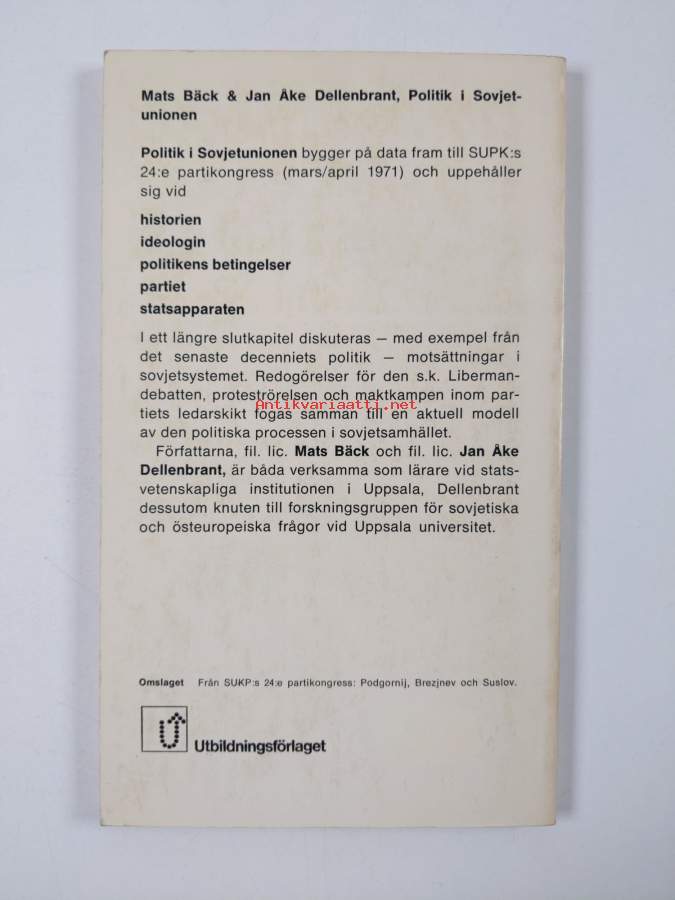 Mats Bäck & Jan Åke Dellenbrant, Politik i Sovjet-
unionen
Politik i Sovjetunionen bygger på data fram till SUPK:s
24:e partikongress (mars/april 1971) och uppehåller
sig vid
historien
ideologin
politikens betingelser
partiet
statsapparaten
I ett längre slutkapitel diskuteras – med exempel från
det senaste decenniets politik – motsättningar i
sovjetsystemet. Redogörelser för den s.k. Liberman-
debatten, proteströrelsen och maktkampen inom par-
Antikvariaatti.net
tiets ledarskikt fogas samman till en aktuell modell
av den politiska processen i sovjetsamhället.
Författarna, fil. lic. Mats Bäck och fil. lic. Jan Åke
Dellenbrant, är båda verksamma som lärare vid stats-
vetenskapliga institutionen i Uppsala, Dellenbrant
dessutom knuten till forskningsgruppen för sovjetiska
och östeuropeiska frågor vid Uppsala universitet.
Omslaget Från SUKP:s 24:e partikongress: Podgornij, Brezjnev och Suslov.
Utbildningsförlaget